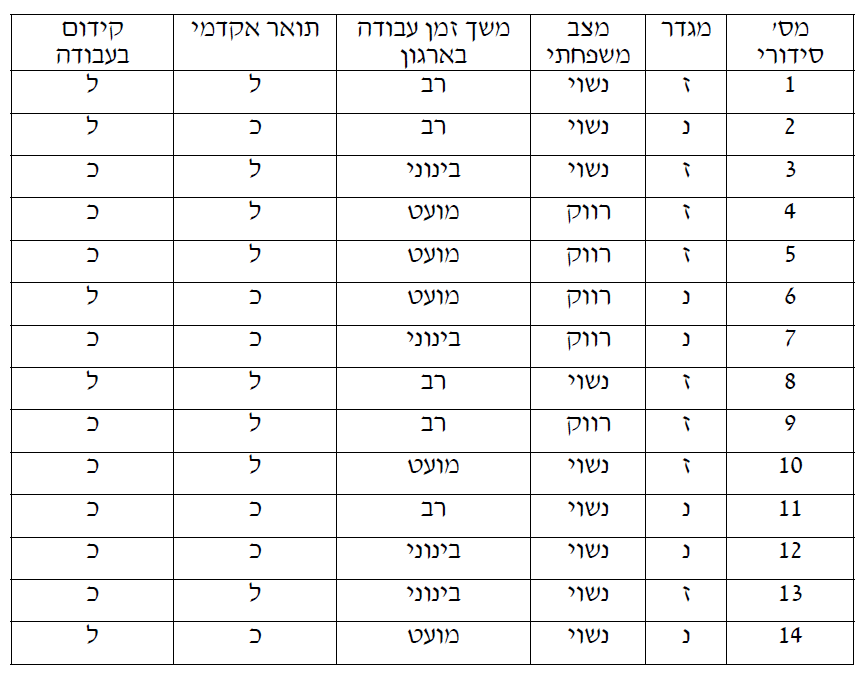 מס' סידורי מגדר מצב משפחתי משך זמן עבודה בארגון תואר אקדמי קידום בעבודה
1 ז נשוי רב ל ל
2 נ נשוי רב כ ל
3 ז נשוי בינוני ל כ
4 ז רווק מועט ל כ
5 ז רווק מועט ל כ
6 נ רווק מועט כ ל
7 נ רווק בינוני כ כ
8 ז נשוי רב ל ל
9 ז רווק רב ל כ
10 ז נשוי מועט ל כ
11 נ נשוי רב כ כ
12 נ נשוי בינוני כ כ
13 ז נשוי בינוני ל כ
14 נ נשוי מועט כ ל